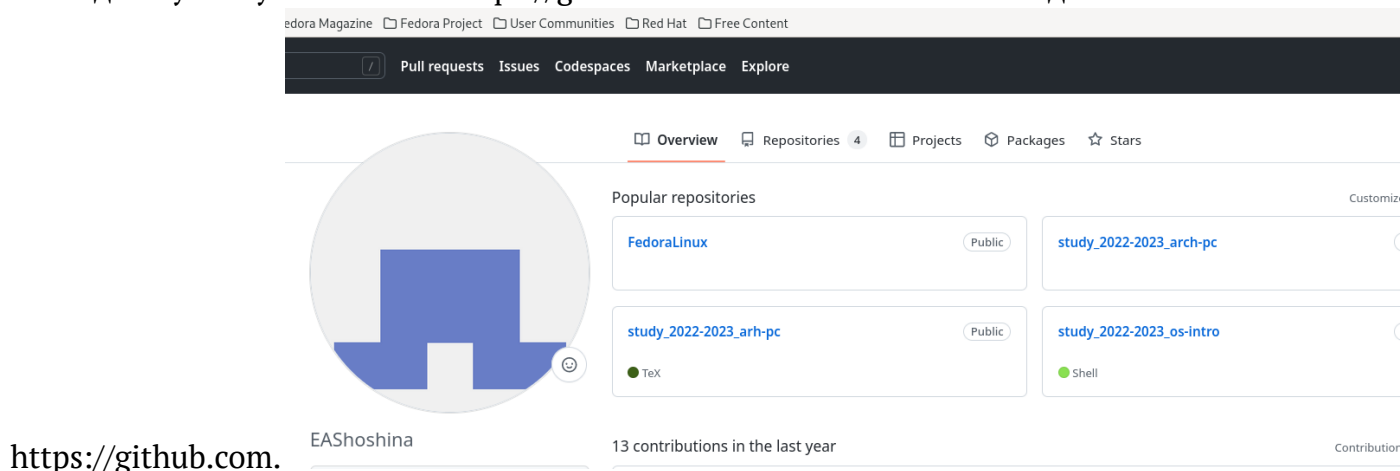 edora Magazine Fedora Project User Communities Red Hat Free Content
/ Pull requests Issues Codespaces Marketplace Explore
Overview Repositories 4 Projects Packages Stars
Popular repositories Customize
FedoraLinux Public study_2022-2023_arch-pc
study_2022-2023_arh-pc Public study_2022-2023_os-intro
TeX Shell
EAShoshina 13 contributions in the last year Contribution
https://github.com.